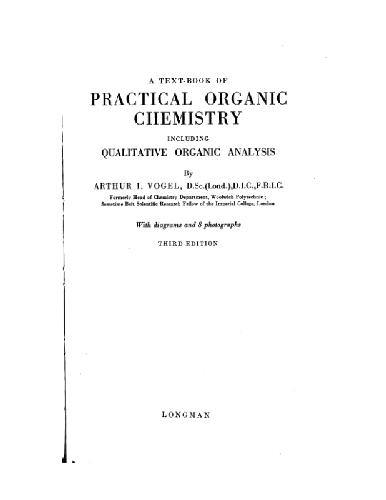 A TEXT-BOOK OF
PRACTICAL ORGANIC
CHEMISTRY
INCLUDING
QUALITATIVE ORGANIC ANALYSIS
By
ARTHUR I. VOGEL, D.Sc.(Lond.),D.I.C.,F.R.I.C.
Formerly Head of Chemistry Department, Woolwich Polytechnic;
Sometime Beit Scientific Research Fellow of the Imperial College, London
With diagrams and 8 photographs
THIRD EDITION
LONGMAN